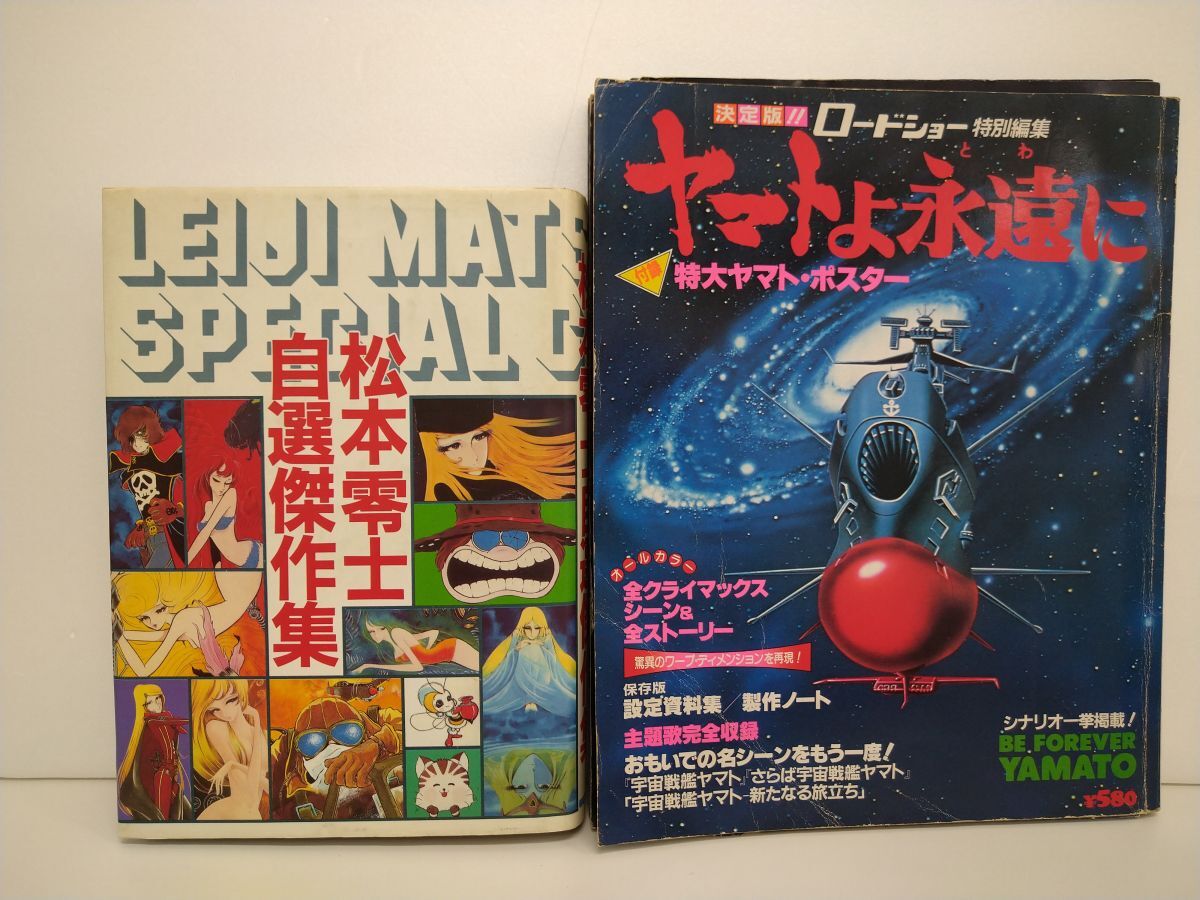 LEIJI MATS
SPECIAL C
松本零士
自選傑作集
決定版!!
ロードショー特別編集
とわ
ヤマトよ永遠に
付録
特大ヤマト・ポスター
オールカラー
全クライマックス
シーン&
全ストーリー
驚異のワープ・ディメンションを再現!
保存版
設定資料集/製作ノート
主題歌完全収録
おもいでの名シーンをもう一度!
『宇宙戦艦ヤマト』『さらば宇宙戦艦ヤマト』
「宇宙戦艦ヤマト-新たなる旅立ち」
シナリオ一挙掲載!
BE FOREVER
YAMATO
¥580